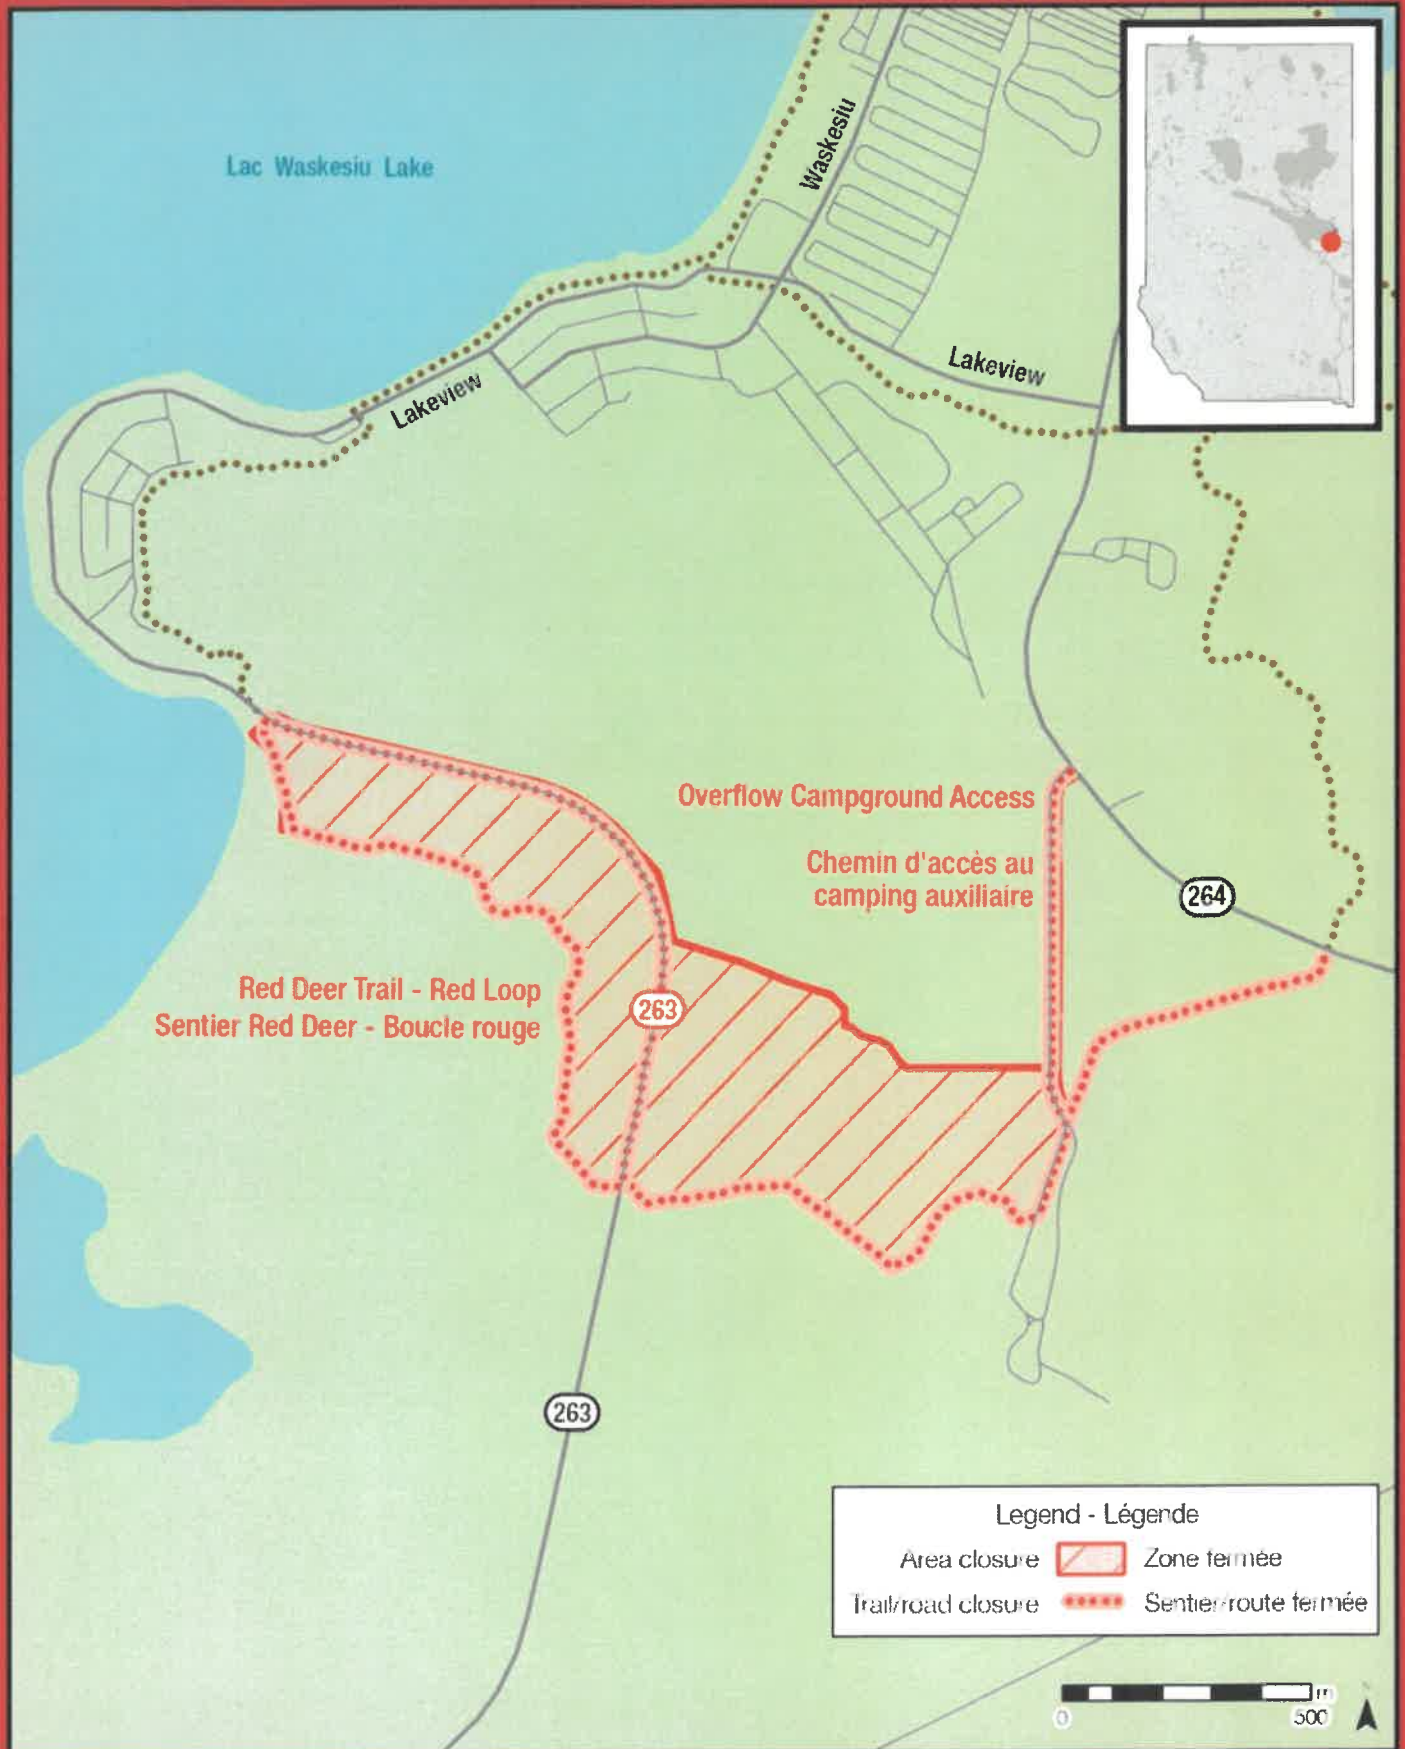 Waskesiu
Lac Waskesiu Lake
Lakeview
Lakeview
Overflow Campground Access
Chemin d'accès au
camping auxiliaire
264
Red Deer Trail - Red Loop
Sentier Red Deer - Boucle rouge
263
263
Legend - Légende
Area closure
Zone fermée
Trail/road closure
Sentier/route fermée
m
0
500